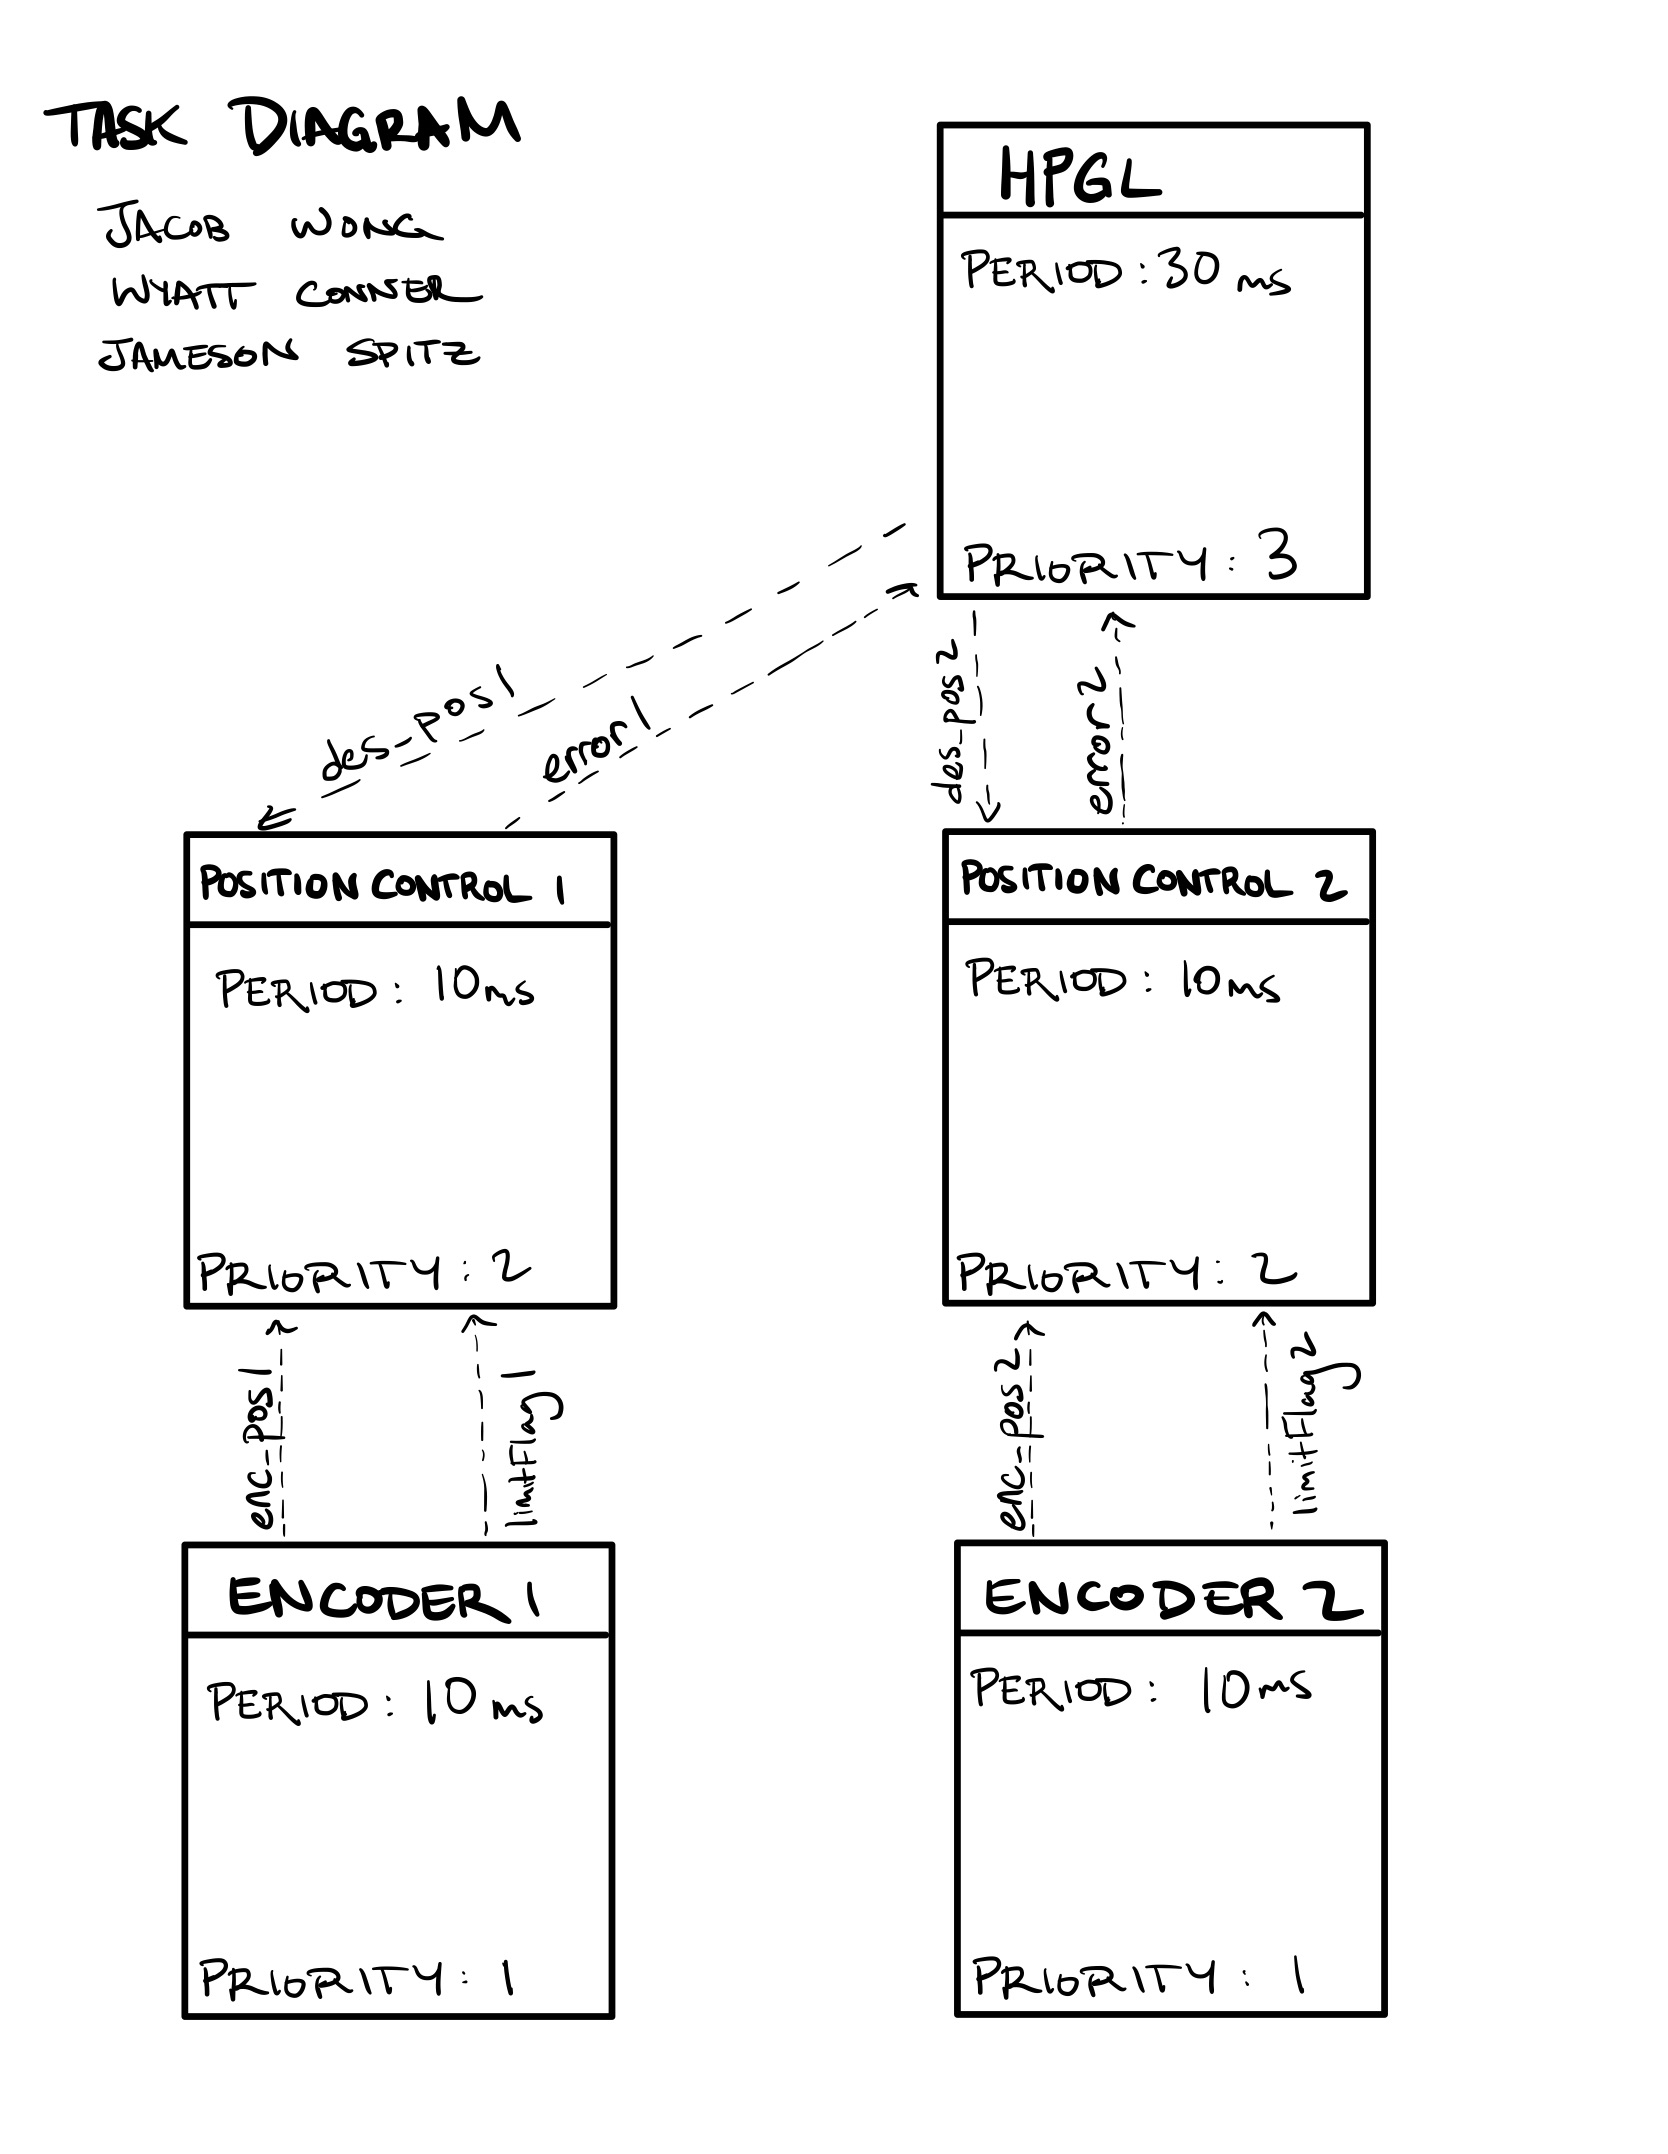 TASK DIAGRAM
JACOB WONG
WYATT CONNER
JAMESON SPITZ
HPGL
PERIOD: 30 ms
PRIORITY: 3
des_pos1
error1
des_pos2
error2
POSITION CONTROL 1
PERIOD: 10ms
PRIORITY: 2
POSITION CONTROL 2
PERIOD: 10ms
PRIORITY: 2
enc_pos1
limitFlag1
enc_pos2
limitFlag2
ENCODER 1
PERIOD: 10 ms
PRIORITY: 1
ENCODER 2
PERIOD: 10ms
PRIORITY: 1